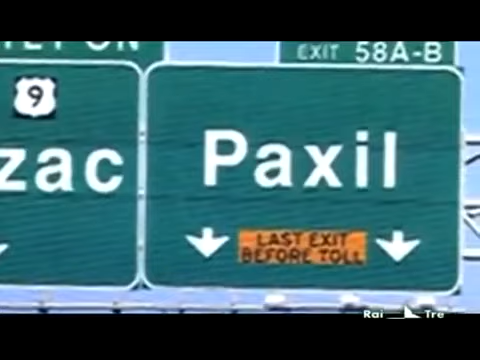 EXIT 58A-B
9
zac
Paxil
LAST EXIT
BEFORE TOLL
Rai Tre